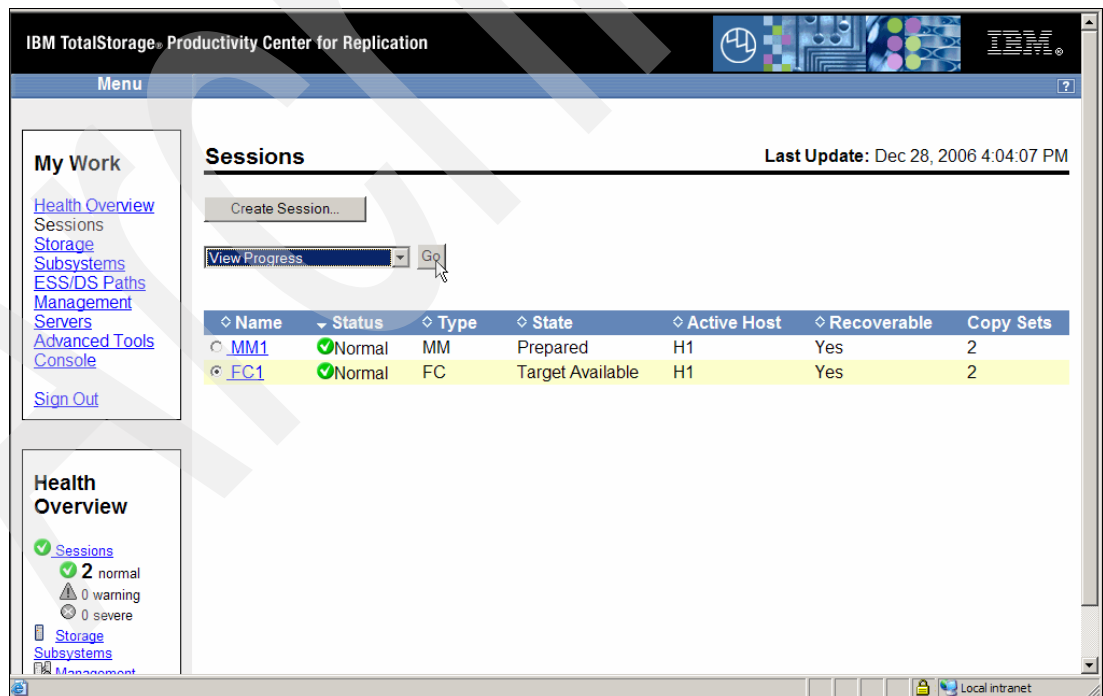 IBM TotalStorage® Productivity Center for Replication
IBM®
Menu
?
My Work
Health Overview
Sessions
Storage
Subsystems
ESS/DS Paths
Management
Servers
Advanced Tools
Console
Sign Out
Sessions
Last Update: Dec 28, 2006 4:04:07 PM
Create Session...
View Progress Go
Name Status Type State Active Host Recoverable Copy Sets
MM1 Normal MM Prepared H1 Yes 2
FC1 Normal FC Target Available H1 Yes 2
Health
Overview
Sessions
2 normal
0 warning
0 severe
Storage
Subsystems
Management
Local intranet